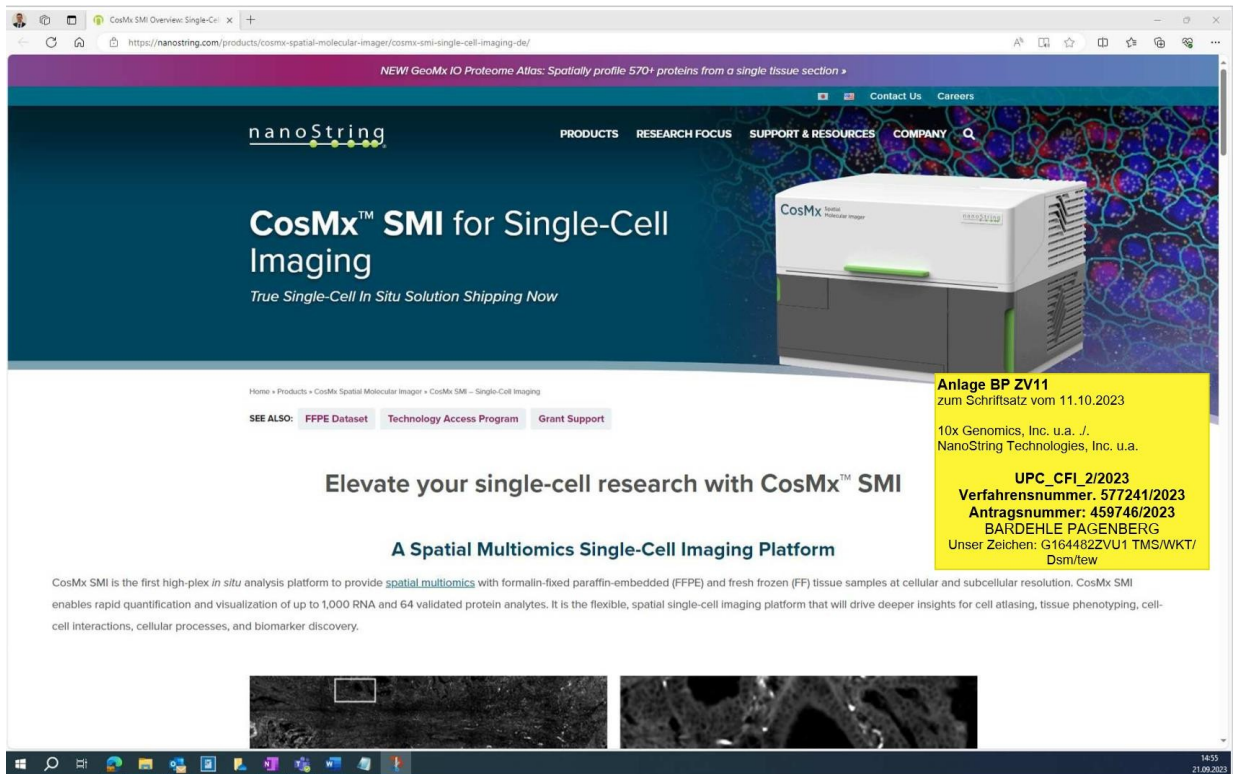 CosMx SMI Overview: Single-Cel
https://nanostring.com/products/cosmx-spatial-molecular-imager/cosmx-smi-single-cell-imaging-de/
NEW! GeoMx IO Proteome Atlas: Spatially profile 570+ proteins from a single tissue section »
Contact Us Careers
nanoString
PRODUCTS RESEARCH FOCUS SUPPORT & RESOURCES COMPANY
CosMx™ SMI for Single-Cell
Imaging
True Single-Cell In Situ Solution Shipping Now
CosMx Spatial Molecular Imager
nanoString
Home » Products » CosMx Spatial Molecular Imager » CosMx SMI – Single-Cell Imaging
SEE ALSO: FFPE Dataset Technology Access Program Grant Support
Anlage BP ZV11
zum Schriftsatz vom 11.10.2023
10x Genomics, Inc. u.a. ./.
NanoString Technologies, Inc. u.a.
UPC_CFI_2/2023
Verfahrensnummer. 577241/2023
Antragsnummer: 459746/2023
BARDEHLE PAGENBERG
Unser Zeichen: G164482ZVU1 TMS/WKT/
Dsm/tew
Elevate your single-cell research with CosMx™ SMI
A Spatial Multiomics Single-Cell Imaging Platform
CosMx SMI is the first high-plex in situ analysis platform to provide spatial multiomics with formalin-fixed paraffin-embedded (FFPE) and fresh frozen (FF) tissue samples at cellular and subcellular resolution. CosMx SMI
enables rapid quantification and visualization of up to 1,000 RNA and 64 validated protein analytes. It is the flexible, spatial single-cell imaging platform that will drive deeper insights for cell atlasing, tissue phenotyping, cell-
cell interactions, cellular processes, and biomarker discovery.
14:55
21.09.2023